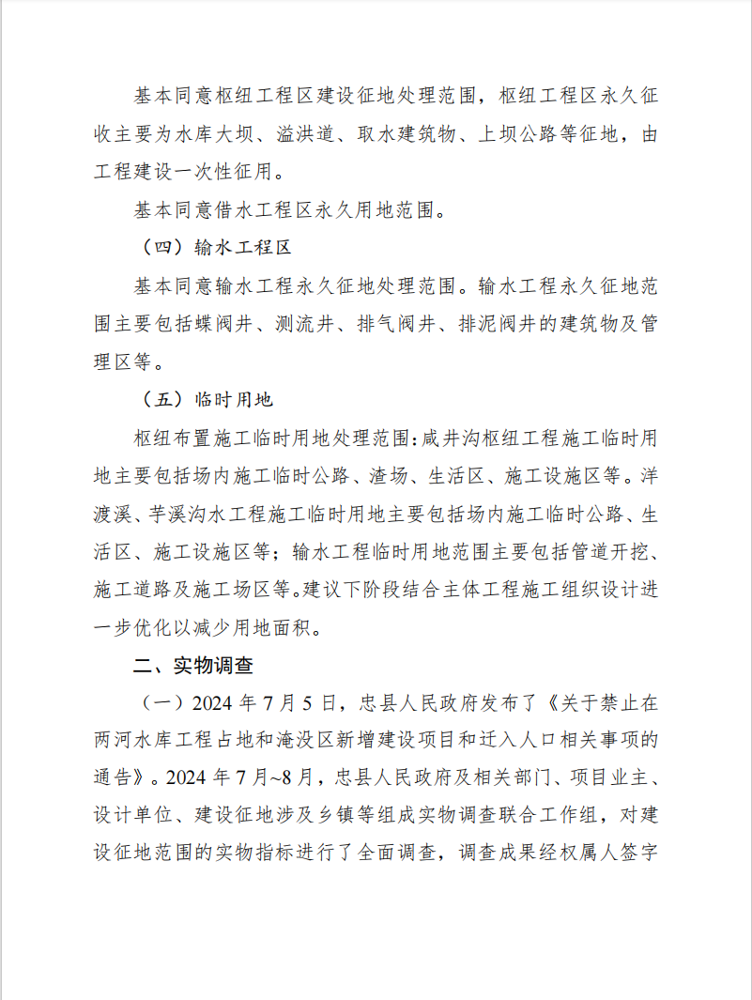 基本同意枢纽工程区建设征地处理范围，枢纽工程区永久征
收主要为水库大坝、溢洪道、取水建筑物、上坝公路等征地，由
工程建设一次性征用。
基本同意借水工程区永久用地范围。
（四）输水工程区
基本同意输水工程永久征地处理范围。输水工程永久征地范
围主要包括蝶阀井、测流井、排气阀井、排泥阀井的建筑物及管
理区等。
（五）临时用地
枢纽布置施工临时用地处理范围：咸井沟枢纽工程施工临时用
地主要包括场内施工临时公路、渣场、生活区、施工设施区等。洋
渡溪、芋溪沟水工程施工临时用地主要包括场内施工临时公路、生
活区、施工设施区等；输水工程临时用地范围主要包括管道开挖、
施工道路及施工场区等。建议下阶段结合主体工程施工组织设计进
一步优化以减少用地面积。
二、实物调查
（一）2024 年 7 月 5 日，忠县人民政府发布了《关于禁止在
两河水库工程占地和淹没区新增建设项目和迁入人口相关事项的
通告》。2024 年 7 月~8 月，忠县人民政府及相关部门、项目业主、
设计单位、建设征地涉及乡镇等组成实物调查联合工作组，对建
设征地范围的实物指标进行了全面调查，调查成果经权属人签字